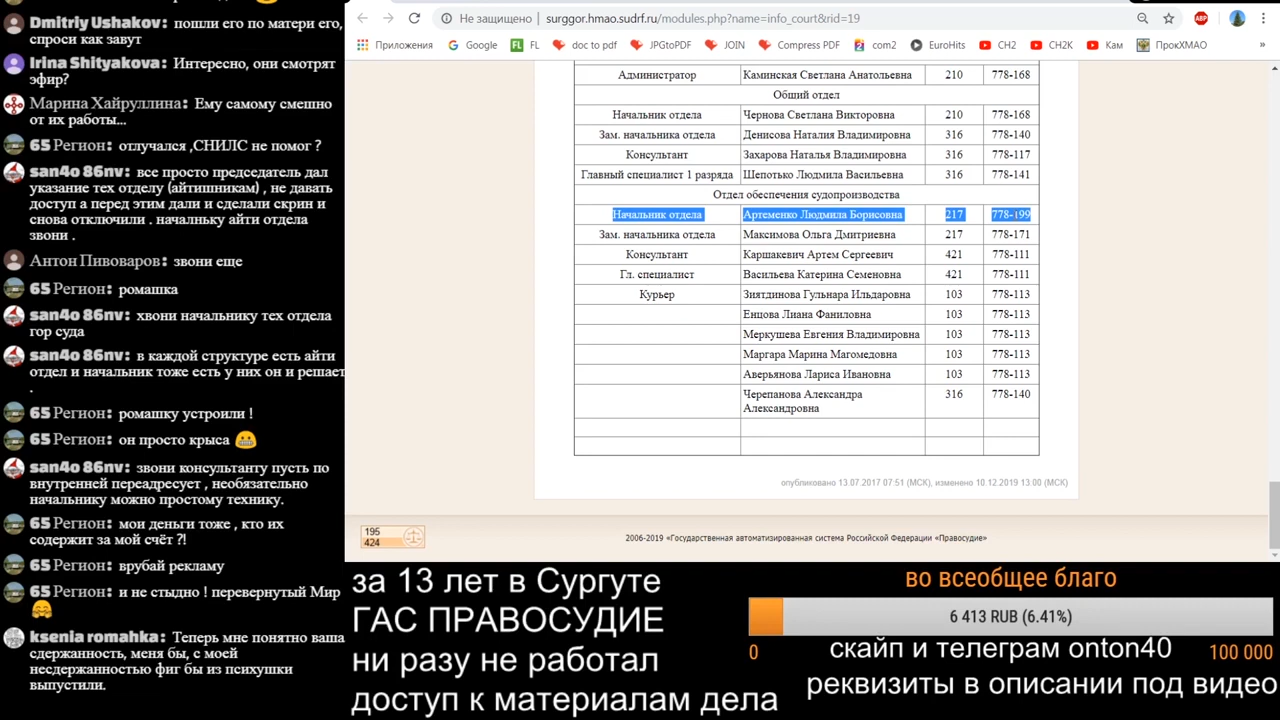 Dmitriy Ushakov: пошли его по матери его,
спроси как завут
Irina Shityakova: Интересно, они смотрят
эфир?
Марина Хайруллина: Ему самому смешно
от их работы...
65 Регион: отлучался ,СНИЛС не помог ?
san4o 86nv: все просто председатель дал
указание тех отделу (айтишникам) , не давать
доступ а перед этим дали и сделали скрин и
снова отключили . началньку айти отдела
звони .
Антон Пивоваров: звони еще
65 Регион: ромашка
san4o 86nv: хвони начальнику тех отдела
гор суда
san4o 86nv: в каждой структуре есть айти
отдел и начальник тоже есть у них он и решает
.
65 Регион: ромашку устроили !
65 Регион: он просто крыса
san4o 86nv: звони консультанту пусть по
внутренней переадресует , необязательно
начальнику можно простому технику.
65 Регион: мои деньги тоже , кто их
содержит за мой счёт ?!
65 Регион: врубай рекламу
65 Регион: и не стыдно ! перевернутый Мир
ksenia romahka: Теперь мне понятно ваша
сдержанность, меня бы, с моей
несдержанностью фиг бы из психушки
выпустили.
Не защищено | surggor.hmao.sudrf.ru/modules.php?name=info_court&rid=19
ABP
Приложения Google FL FL doc to pdf JPGtoPDF JOIN Compress PDF com2 EuroHits CH2 CH2K Кам ПрокХМАО »
Администратор Каминская Светлана Анатольевна 210 778-168
Обший отдел
Начальник отдела Чернова Светлана Викторовна 210 778-168
Зам. начальника отдела Денисова Наталия Владимировна 316 778-140
Консультант Захарова Наталья Владимировна 316 778-117
Главный специалист 1 разряда Шепотько Людмила Васильевна 316 778-141
Отдел обеспечения судопроизводства
Начальник отдела Артеменко Людмила Борисовна 217 778-199
Зам. начальника отдела Максимова Ольга Дмитриевна 217 778-171
Консультант Каршакевич Артем Сергеевич 421 778-111
Гл. специалист Васильева Катерина Семеновна 421 778-111
Курьер Зиятдинова Гульнара Ильдаровна 103 778-113
Енцова Лиана Фаниловна 103 778-113
Меркушева Евгения Владимировна 103 778-113
Маргара Марина Магомедовна 103 778-113
Аверьянова Лариса Ивановна 103 778-113
Черепанова Александра
Александровна 316 778-140
опубликовано 13.07.2017 07:51 (МСК), изменено 10.12.2019 13:00 (МСК)
195
424
2006-2019 «Государственная автоматизированная система Российской Федерации «Правосудие»
за 13 лет в Сургуте
ГАС ПРАВОСУДИЕ
ни разу не работал
доступ к материалам дела
во всеобщее благо
6 413 RUB (6.41%)
0 100 000
скайп и телеграм onton40
реквизиты в описании под видео